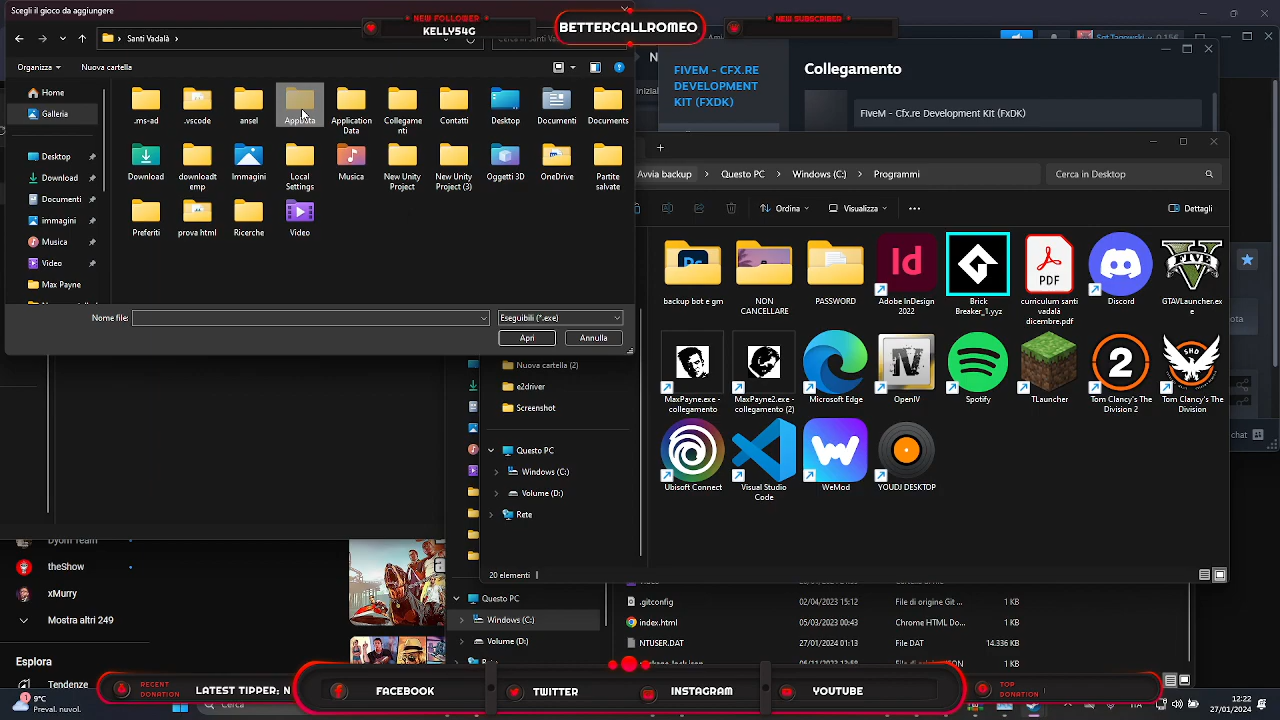 Scegli il gioco da aggiungere
NEW FOLLOWER
KELLY54G
BETTERCALLROMEO
NEW SUBSCRIBER
Santi Vadalà
Organizza
Nuova cartella
Home
Galleria
Desktop
Download
Documenti
immagini
Musica
Video
Max Payne
.ms-ad
.vscode
ansel
AppData
Application Data
Collegamenti
Contatti
Desktop
Documenti
Documents
Download
downloadtemp
Immagini
Local Settings
Musica
New Unity Project
New Unity Project (3)
Oggetti 3D
OneDrive
Partite salvate
Preferiti
prova html
Ricerche
Video
Nome file:
Eseguibili (*.exe)
Apri
Annulla
FIVEM - CFX.RE
DEVELOPMENT
KIT (FXDK)
Collegamento
FiveM - Cfx.re Development Kit (FxDK)
Avvia backup
Questo PC
Windows (C:)
Programmi
Cerca in Desktop
Ordina
Visualizza
Dettagli
backup bot e gm
NON CANCELLARE
PASSWORD
Adobe InDesign 2022
Brick Breaker_1.yyz
curriculum santi vadalà dicembre.pdf
Discord
GTAVLauncher.exe
MaxPayne.exe - collegamento
MaxPayne2.exe - collegamento (2)
Microsoft Edge
OpenIV
Spotify
TLauncher
Tom Clancy's The Division 2
Tom Clancy's The Division
Ubisoft Connect
Visual Studio Code
WeMod
YOUDJ DESKTOP
Nuova cartella (2)
e2driver
Screenshot
Questo PC
Windows (C:)
Volume (D:)
Rete
20 elementi
Questo PC
Windows (C:)
Volume (D:)
.gitconfig
02/04/2023 15:12
File di origine Git ...
1 KB
index.html
05/03/2023 00:43
Chrome HTML Do...
1 KB
NTUSER.DAT
27/01/2024 01:13
File DAT
14.336 KB
theShow
xMurry
Mostra altri 249
Esplora
Tendenze
RECENT
DONATION
LATEST TIPPER: N
FACEBOOK
TWITTER
INSTAGRAM
YOUTUBE
TOP
DONATION
9°C
Preval. nuvol.
Cerca
12:22
27/01/2024